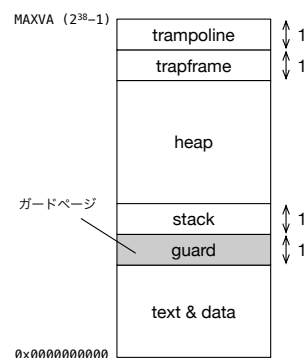 MAXVA (2³⁸−1)
trampoline
1
trapframe
1
heap
ガードページ
stack
1
guard
1
text & data
0x0000000000